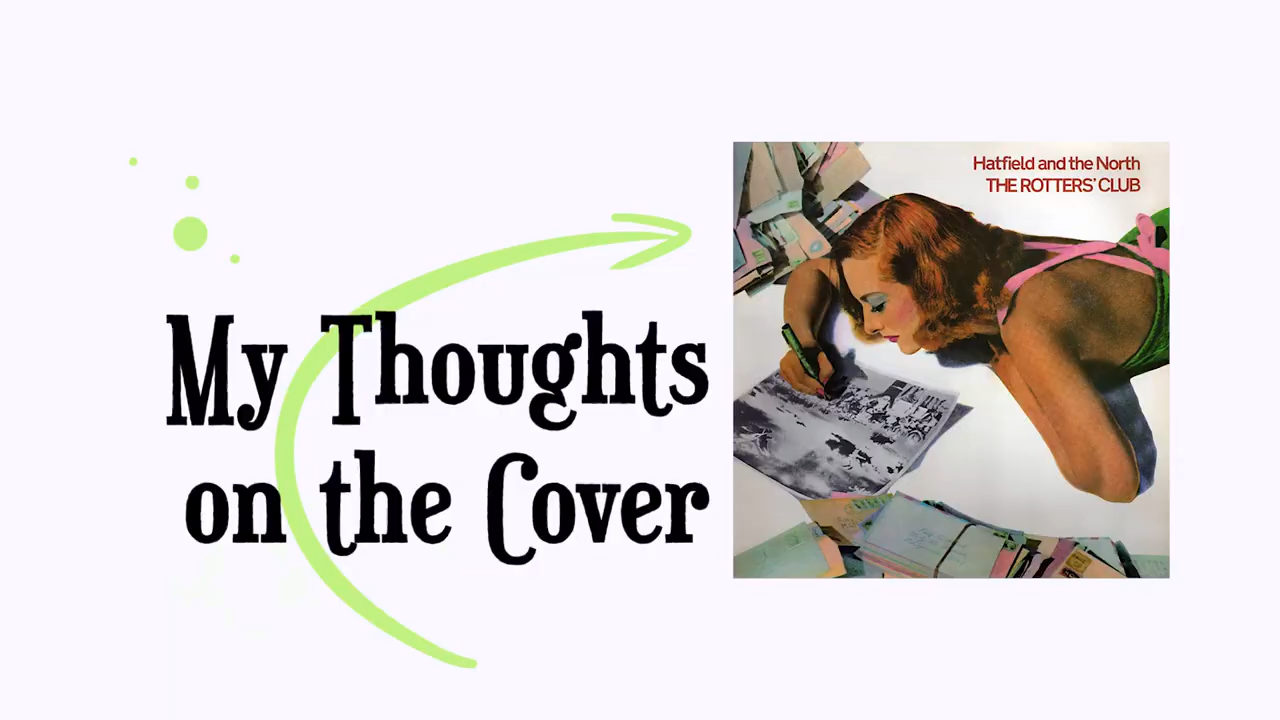 My Thoughts
on the Cover
Hatfield and the North
THE ROTTERS' CLUB